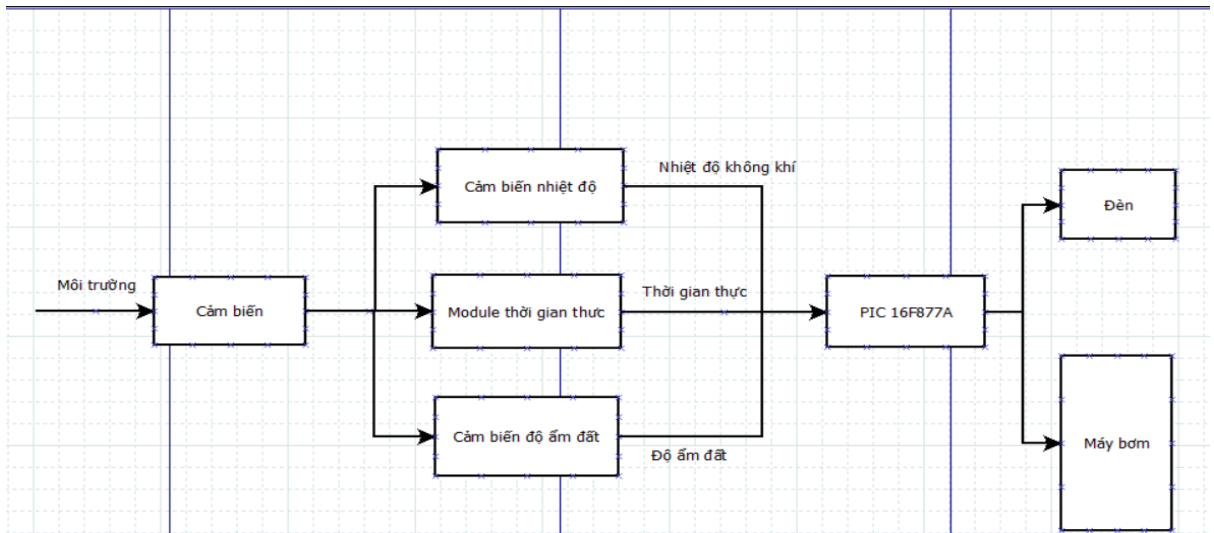 Môi trường
Cảm biến
Cảm biến nhiệt độ
Module thời gian thưc
Cảm biến độ ẩm đất
Nhiệt độ không khí
Thời gian thực
Độ ẩm đất
PIC 16F877A
Đèn
Máy bơm